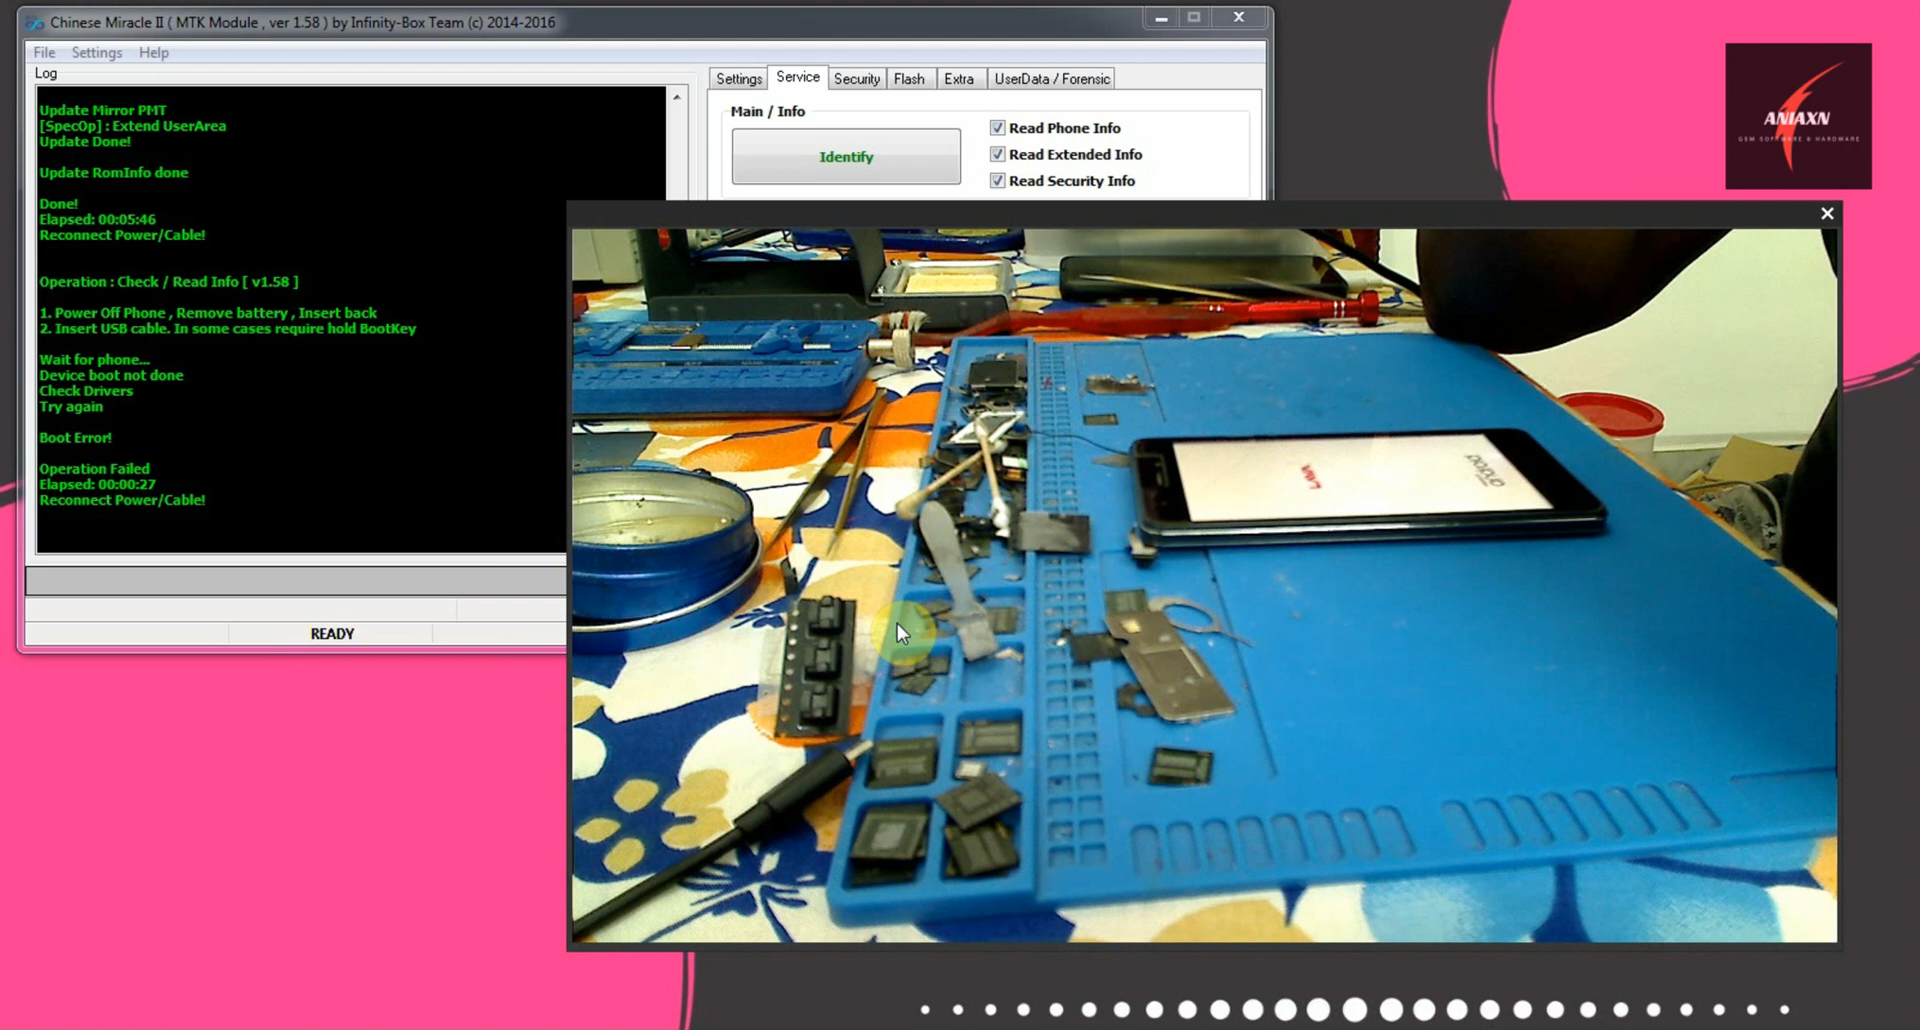 Chinese Miracle II ( MTK Module , ver 1.58 ) by Infinity-Box Team (c) 2014-2016
File Settings Help
Log
Update Mirror PMT
[SpecOp] : Extend UserArea
Update Done!
Update RomInfo done
Done!
Elapsed: 00:05:46
Reconnect Power/Cable!
Operation : Check / Read Info [ v1.58 ]
1. Power Off Phone , Remove battery , Insert back
2. Insert USB cable. In some cases require hold BootKey
Wait for phone...
Device boot not done
Check Drivers
Try again
Boot Error!
Operation Failed
Elapsed: 00:00:27
Reconnect Power/Cable!
READY
Settings Service Security Flash Extra UserData / Forensic
Main / Info
Identify
Read Phone Info
Read Extended Info
Read Security Info
ANIAXN
GSM SOFTWARE & HARDWARE
LAVA
android